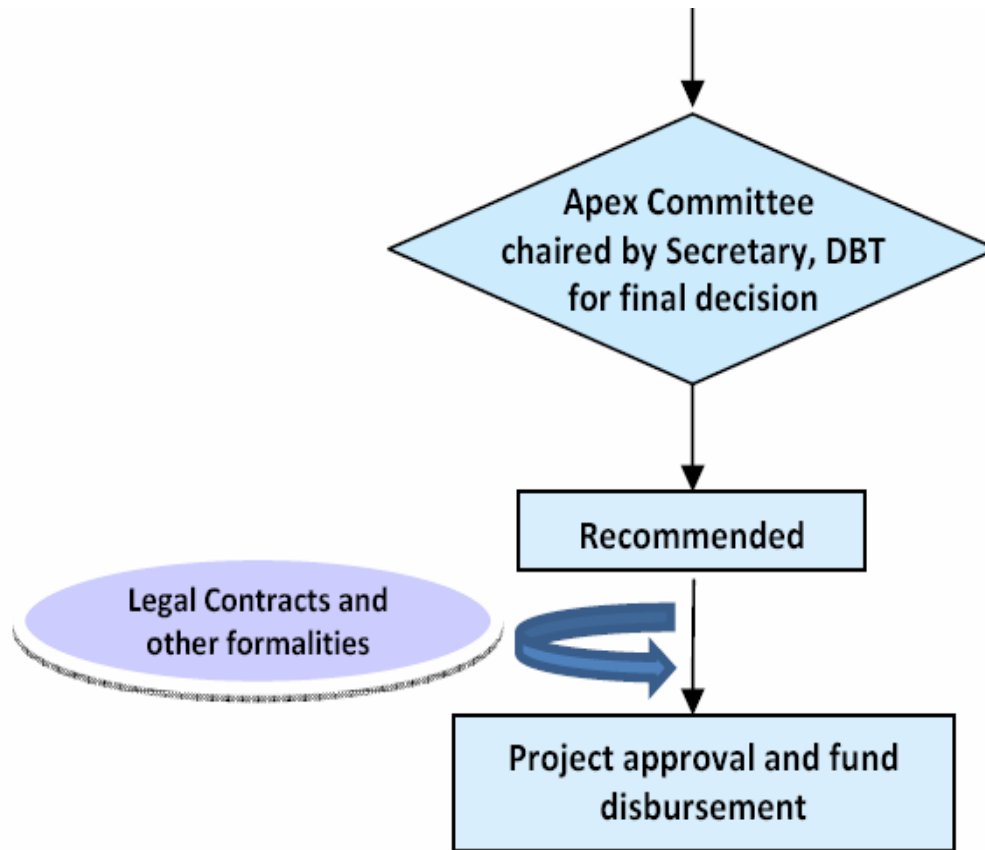 Apex Committee
chaired by Secretary, DBT
for final decision
Recommended
Legal Contracts and
other formalities
Project approval and fund
disbursement